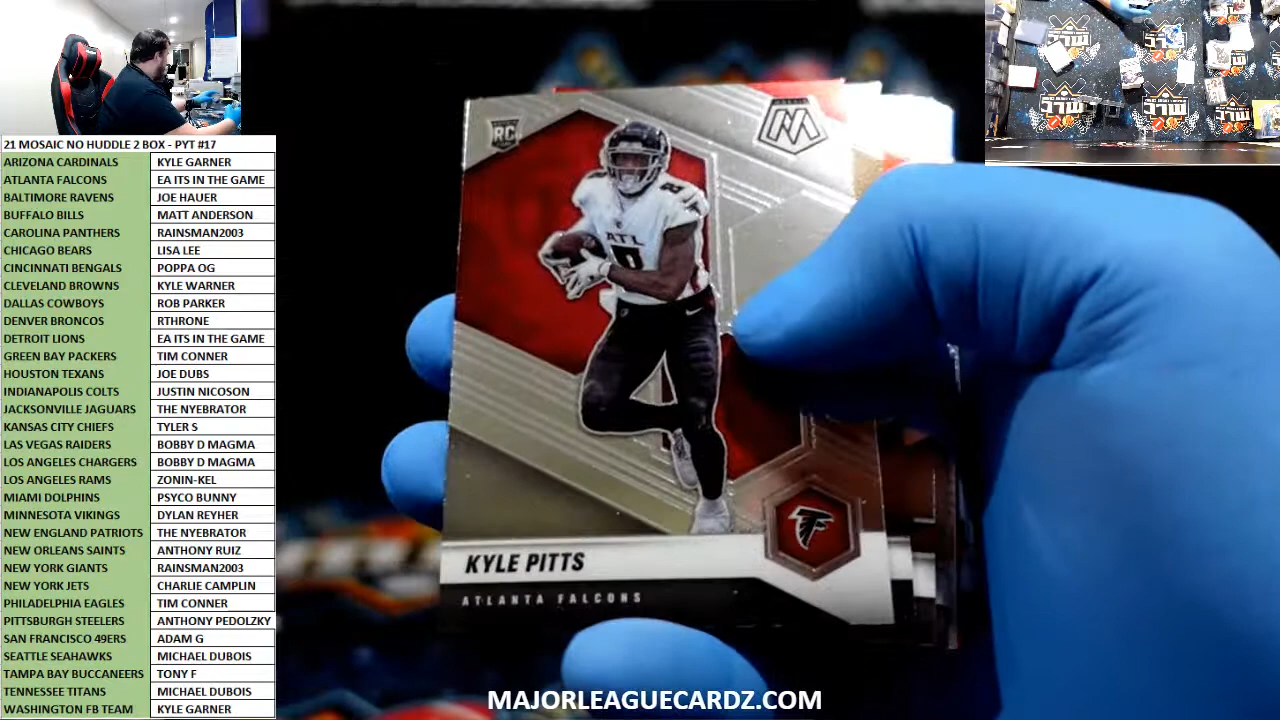 21 MOSAIC NO HUDDLE 2 BOX - PYT #17
ARIZONA CARDINALS KYLE GARNER
ATLANTA FALCONS EA ITS IN THE GAME
BALTIMORE RAVENS JOE HAUER
BUFFALO BILLS MATT ANDERSON
CAROLINA PANTHERS RAINSMAN2003
CHICAGO BEARS LISA LEE
CINCINNATI BENGALS POPPA OG
CLEVELAND BROWNS KYLE WARNER
DALLAS COWBOYS ROB PARKER
DENVER BRONCOS RTHRONE
DETROIT LIONS EA ITS IN THE GAME
GREEN BAY PACKERS TIM CONNER
HOUSTON TEXANS JOE DUBS
INDIANAPOLIS COLTS JUSTIN NICOSON
JACKSONVILLE JAGUARS THE NYEBRATOR
KANSAS CITY CHIEFS TYLER S
LAS VEGAS RAIDERS BOBBY D MAGMA
LOS ANGELES CHARGERS BOBBY D MAGMA
LOS ANGELES RAMS ZONIN-KEL
MIAMI DOLPHINS PSYCO BUNNY
MINNESOTA VIKINGS DYLAN REYHER
NEW ENGLAND PATRIOTS THE NYEBRATOR
NEW ORLEANS SAINTS ANTHONY RUIZ
NEW YORK GIANTS RAINSMAN2003
NEW YORK JETS CHARLIE CAMPLIN
PHILADELPHIA EAGLES TIM CONNER
PITTSBURGH STEELERS ANTHONY PEDOLZKY
SAN FRANCISCO 49ERS ADAM G
SEATTLE SEAHAWKS MICHAEL DUBOIS
TAMPA BAY BUCCANEERS TONY F
TENNESSEE TITANS MICHAEL DUBOIS
WASHINGTON FB TEAM KYLE GARNER
RC
MOSAIC
M
8
ATL
8
KYLE PITTS
ATLANTA FALCONS
MAJORLEAGUECARDZ.COM
MLC
MLC
MLC
MLC